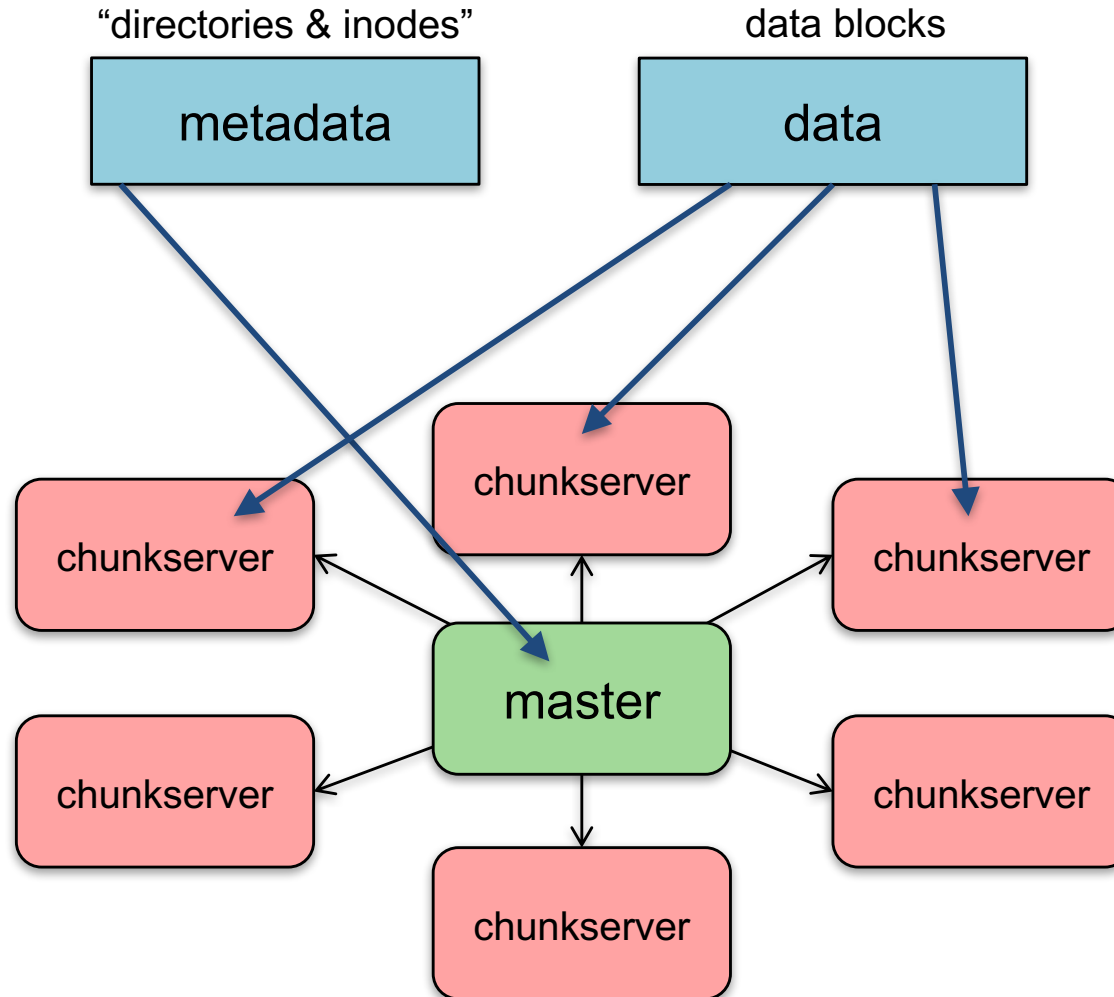 “directories & inodes”
data blocks
metadata
data
chunkserver
chunkserver
chunkserver
master
chunkserver
chunkserver
chunkserver